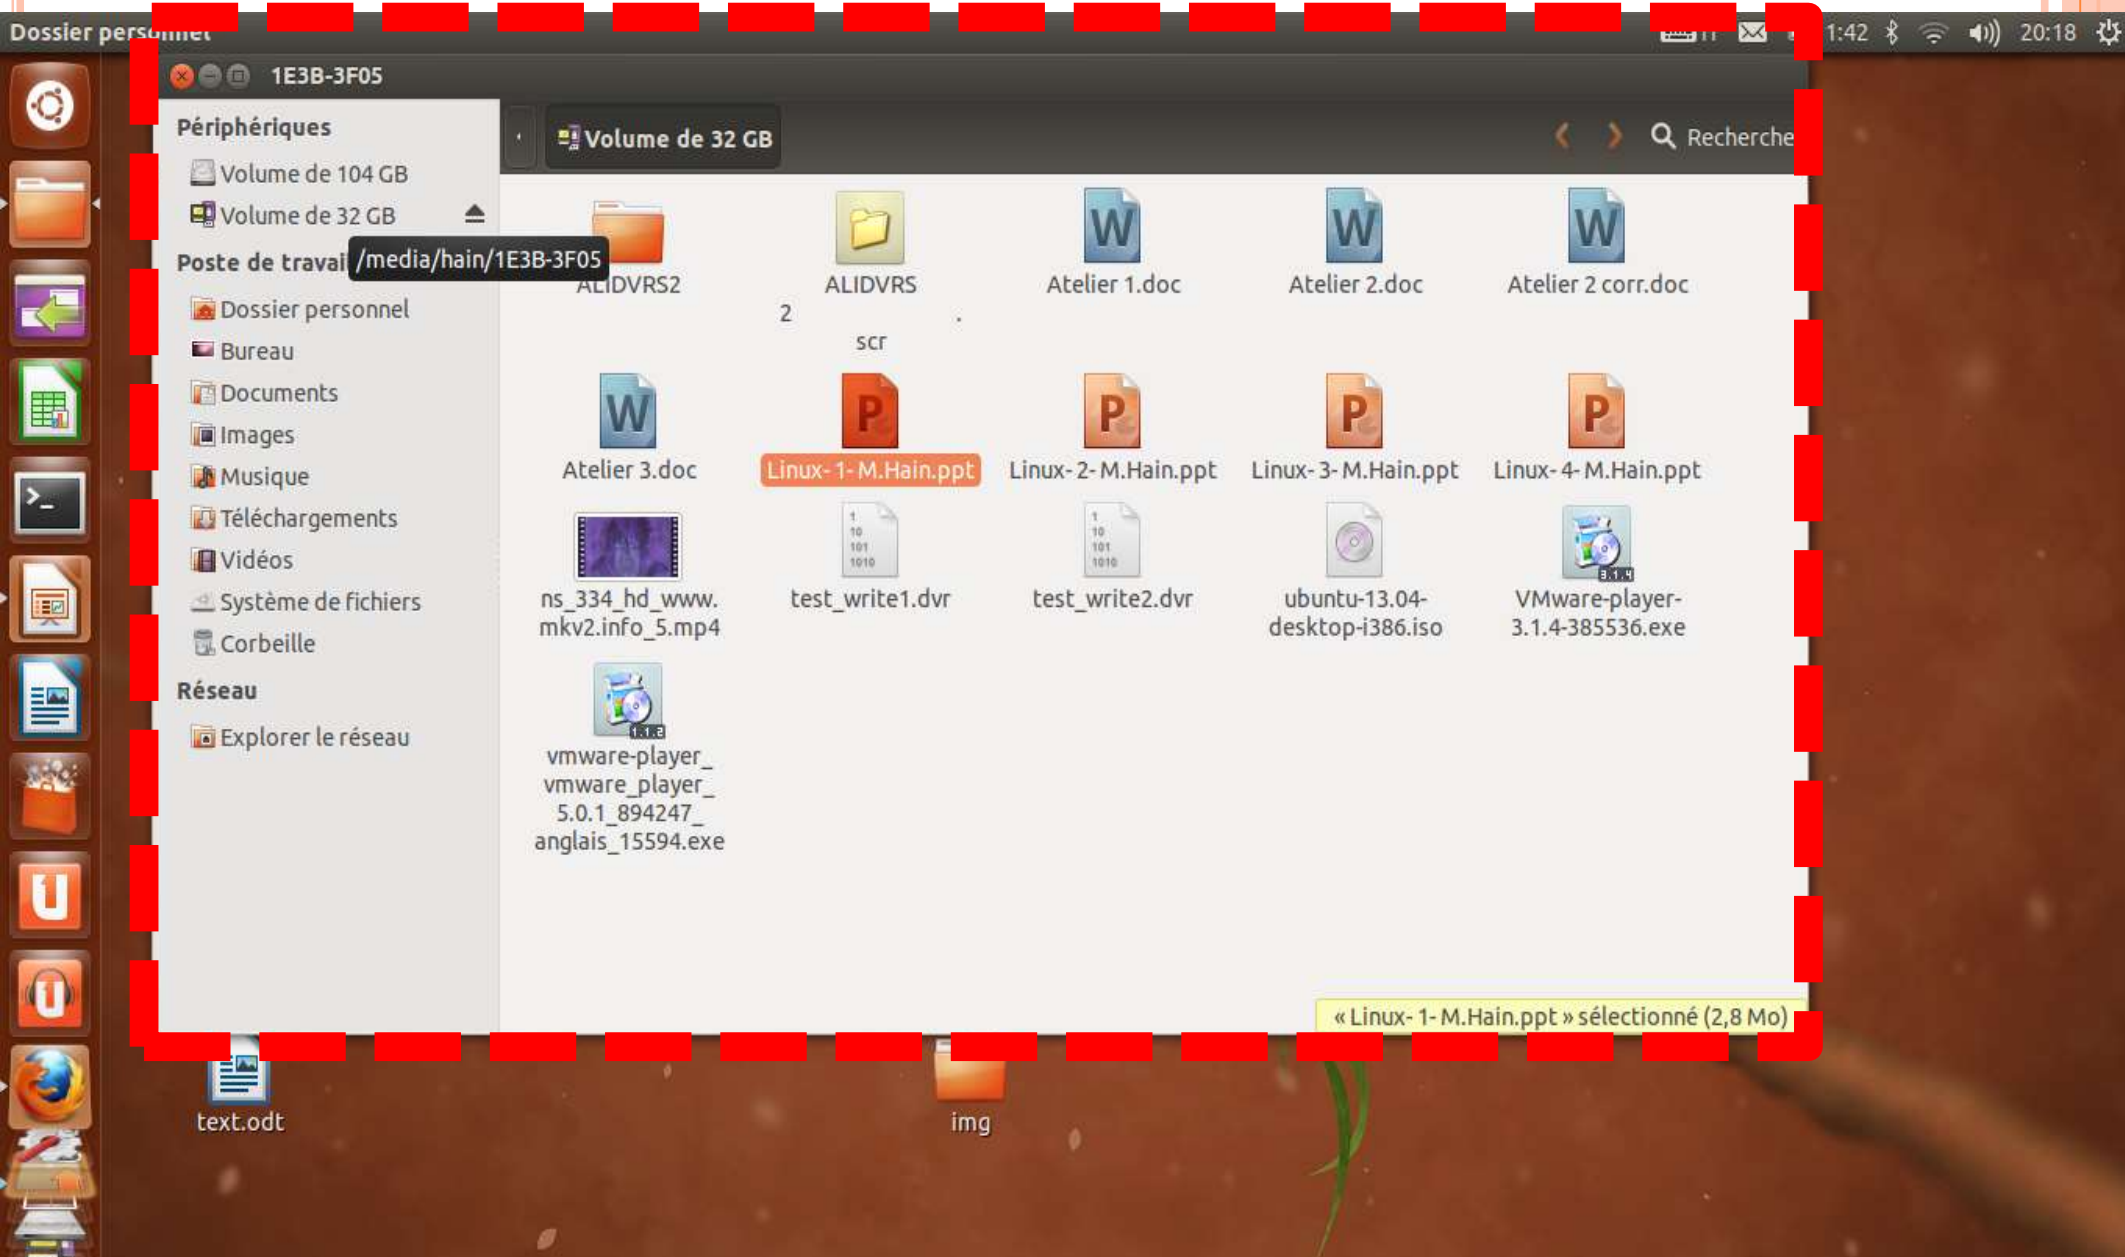 Dossier personnel
1:42
20:18
1E3B-3F05
Périphériques
Volume de 104 GB
Volume de 32 GB
Poste de travail
/media/hain/1E3B-3F05
Dossier personnel
Bureau
Documents
Images
Musique
Téléchargements
Vidéos
Système de fichiers
Corbeille
Réseau
Explorer le réseau
Volume de 32 GB
Recherche
ALIDVRS2
ALIDVRS
2 .
scr
Atelier 1.doc
Atelier 2.doc
Atelier 2 corr.doc
Atelier 3.doc
Linux- 1- M.Hain.ppt
Linux- 2- M.Hain.ppt
Linux- 3- M.Hain.ppt
Linux- 4- M.Hain.ppt
ns_334_hd_www.
mkv2.info_5.mp4
test_write1.dvr
test_write2.dvr
ubuntu-13.04-
desktop-i386.iso
3.1.4
VMware-player-
3.1.4-385536.exe
1.1.2
vmware-player_
vmware_player_
5.0.1_894247_
anglais_15594.exe
« Linux- 1- M.Hain.ppt » sélectionné (2,8 Mo)
text.odt
img